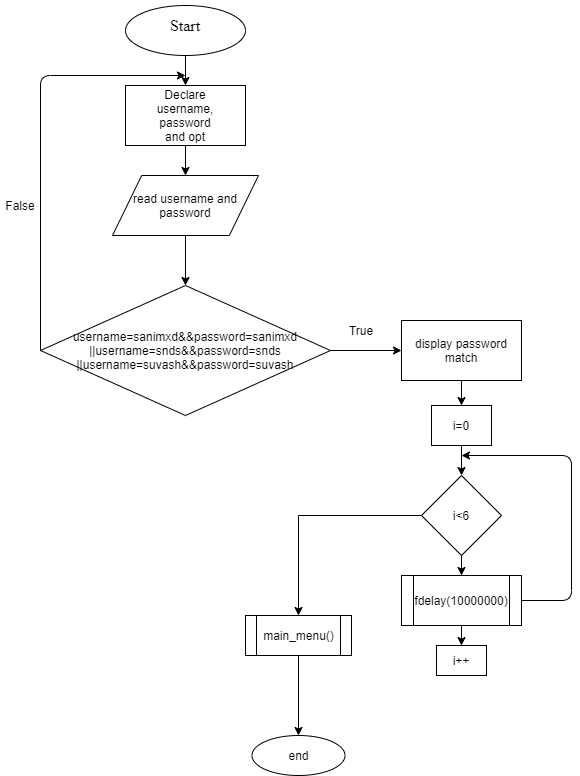 Start
Declare
username,
password
and opt
read username and
password
False
username=sanimxd&&password=sanimxd
||username=snds&&password=snds
||username=suvash&&password=suvash
True
display password
match
i=0
i<6
fdelay(10000000)
i++
main_menu()
end